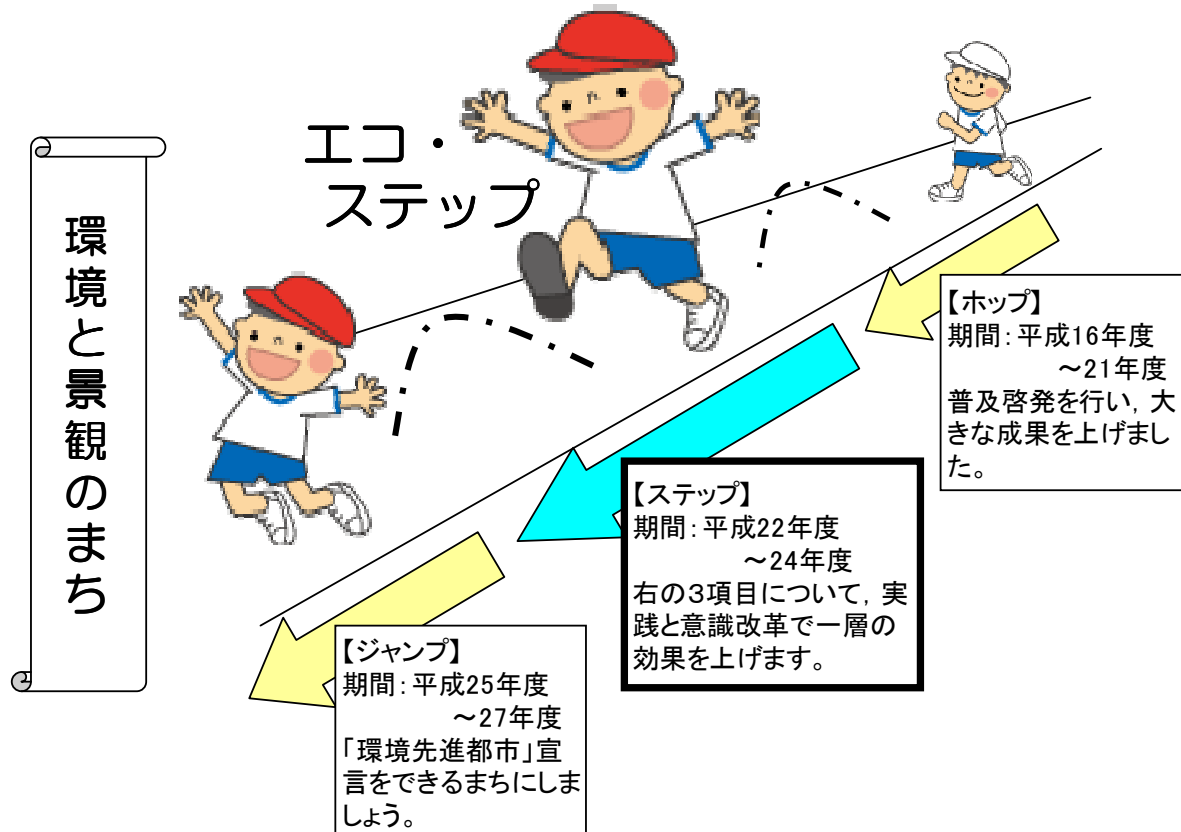 環境と景観のまち
エコ・
ステップ
【ホップ】
期間:平成16年度
～21年度
普及啓発を行い,大
きな成果を上げまし
た。
【ステップ】
期間:平成22年度
～24年度
右の3項目について,実
践と意識改革で一層の
効果を上げます。
【ジャンプ】
期間:平成25年度
～27年度
「環境先進都市」宣
言をできるまちにしま
しょう。